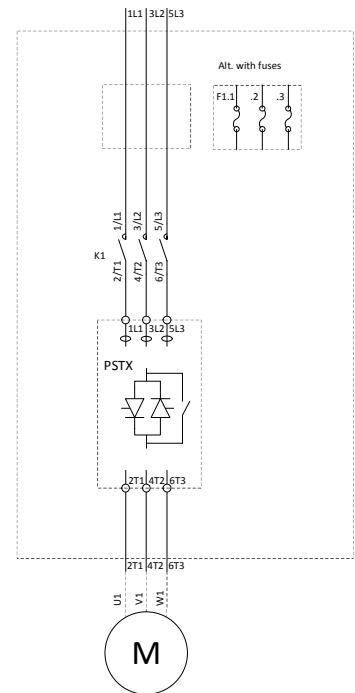 1L1 3L2 5L3
Alt. with fuses
F1.1 .2 .3
1/L1 3/L2 5/L3
K1
2/T1 4/T2 6/T3
1L1 3L2 5L3
PSTX
2T1 4T2 6T3
2T1 4T2 6T3
U1 V1 W1
M